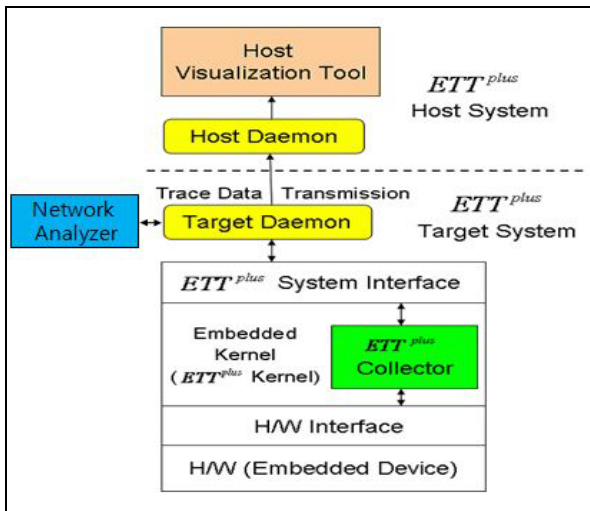 Host
Visualization Tool
ETT plus
Host System
Host Daemon
Trace Data Transmission
ETT plus
Target System
Network
Analyzer
Target Daemon
ETT plus System Interface
Embedded
Kernel
(ETT plus Kernel)
ETT plus
Collector
H/W Interface
H/W (Embedded Device)